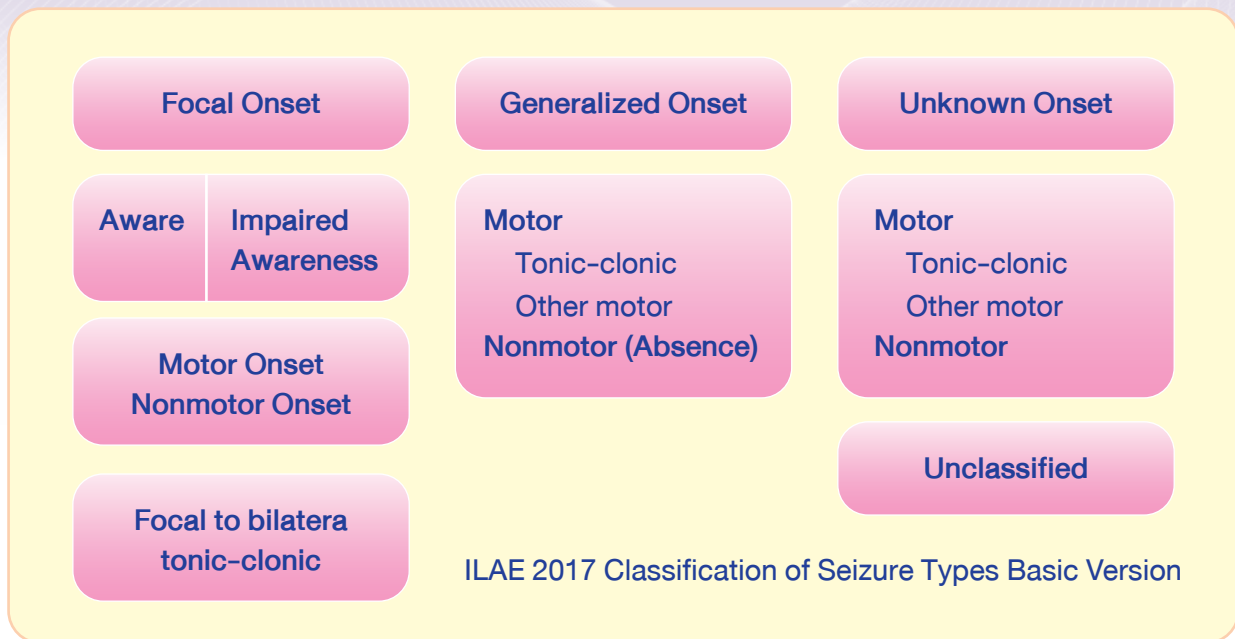 Focal Onset
Aware
Impaired
Awareness
Motor Onset
Nonmotor Onset
Focal to bilatera
tonic-clonic
Generalized Onset
Motor
Tonic-clonic
Other motor
Nonmotor (Absence)
Unknown Onset
Motor
Tonic-clonic
Other motor
Nonmotor
Unclassified
ILAE 2017 Classification of Seizure Types Basic Version